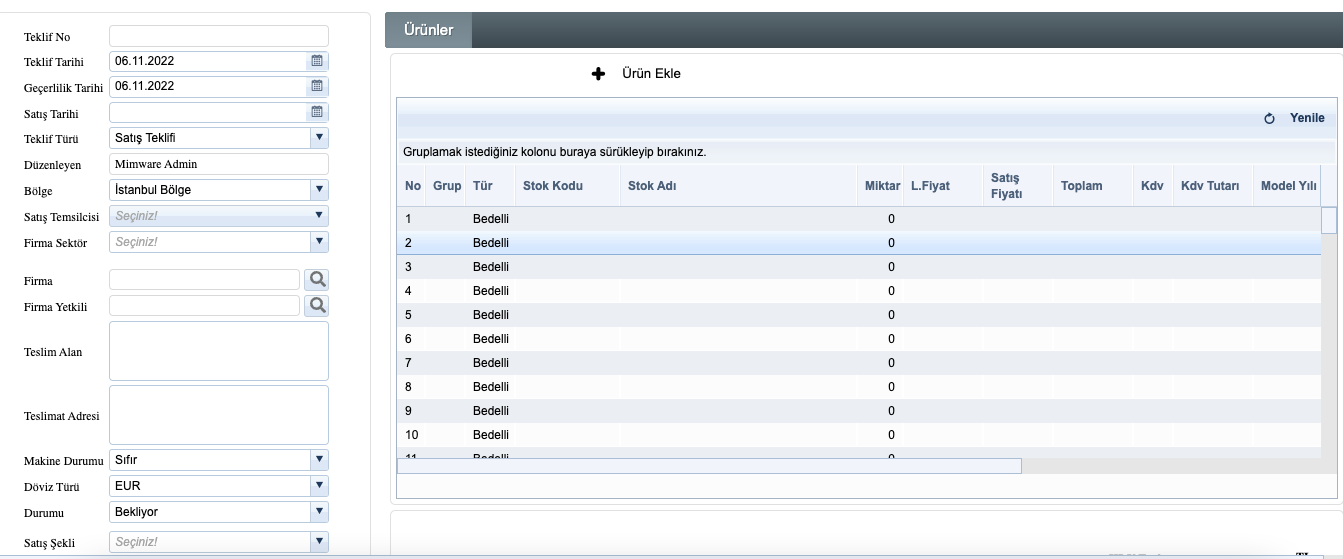 Teklif No
Teklif Tarihi 06.11.2022
Geçerlilik Tarihi 06.11.2022
Satış Tarihi
Teklif Türü Satış Teklifi
Düzenleyen Mimware Admin
Bölge İstanbul Bölge
Satış Temsilcisi Seçiniz!
Firma Sektör Seçiniz!
Firma
Firma Yetkili
Teslim Alan
Teslimat Adresi
Makine Durumu Sıfır
Döviz Türü EUR
Durumu Bekliyor
Satış Şekli Seçiniz!
Ürünler
Ürün Ekle
Yenile
Gruplamak istediğiniz kolonu buraya sürükleyip bırakınız.
No Grup Tür Stok Kodu Stok Adı Miktar L.Fiyat Satış Fiyatı Toplam Kdv Kdv Tutarı Model Yılı
1 Bedelli 0
2 Bedelli 0
3 Bedelli 0
4 Bedelli 0
5 Bedelli 0
6 Bedelli 0
7 Bedelli 0
8 Bedelli 0
9 Bedelli 0
10 Bedelli 0
11 Bedelli 0